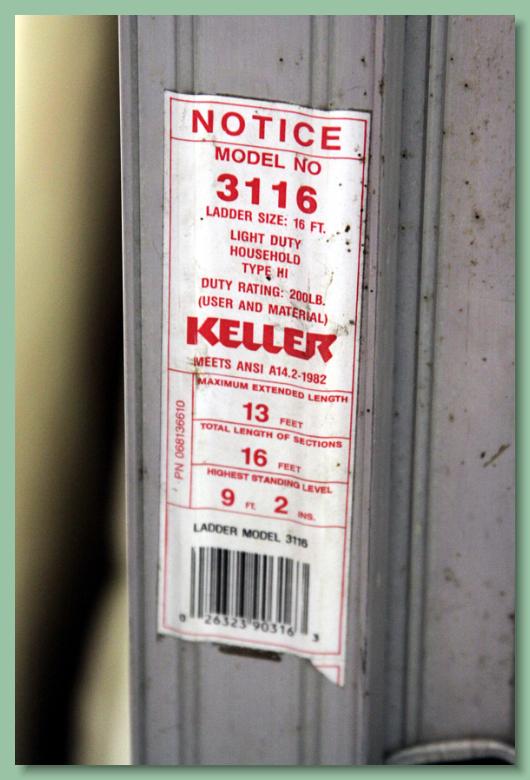 NOTICE
MODEL NO
3116
LADDER SIZE: 16 FT.
LIGHT DUTY
HOUSEHOLD
TYPE HI
DUTY RATING: 200LB.
(USER AND MATERIAL)
KELLER
MEETS ANSI A14.2-1982
MAXIMUM EXTENDED LENGTH
13 FEET
TOTAL LENGTH OF SECTIONS
16 FEET
HIGHEST STANDING LEVEL
9 FT. 2 INS.
PN 068136610
LADDER MODEL 3116
0 26323 90316 3